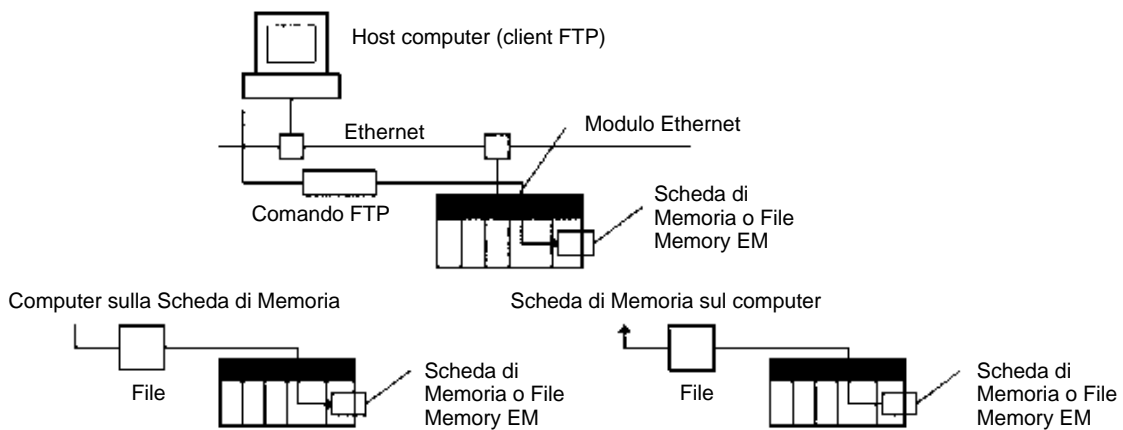 Host computer (client FTP)
Ethernet
Modulo Ethernet
Comando FTP
Scheda di
Memoria o File
Memory EM
Computer sulla Scheda di Memoria
File
Scheda di
Memoria o File
Memory EM
Scheda di Memoria sul computer
File
Scheda di
Memoria o File
Memory EM